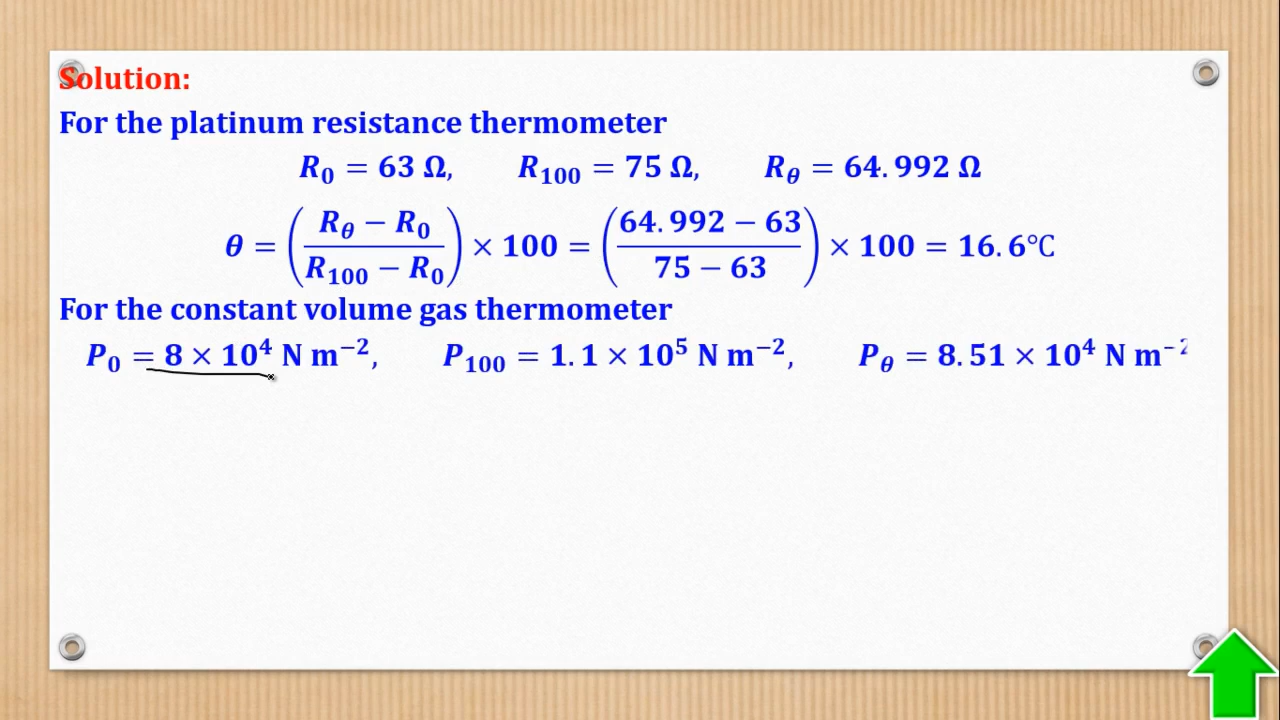 Solution:
For the platinum resistance thermometer
R₀ = 63 Ω, R₁₀₀ = 75 Ω, R_θ = 64.992 Ω
θ = ((R_θ − R₀)/(R₁₀₀ − R₀)) × 100 = ((64.992 − 63)/(75 − 63)) × 100 = 16.6℃
For the constant volume gas thermometer
P₀ = 8 × 10⁴ N m⁻², P₁₀₀ = 1.1 × 10⁵ N m⁻², P_θ = 8.51 × 10⁴ N m⁻²